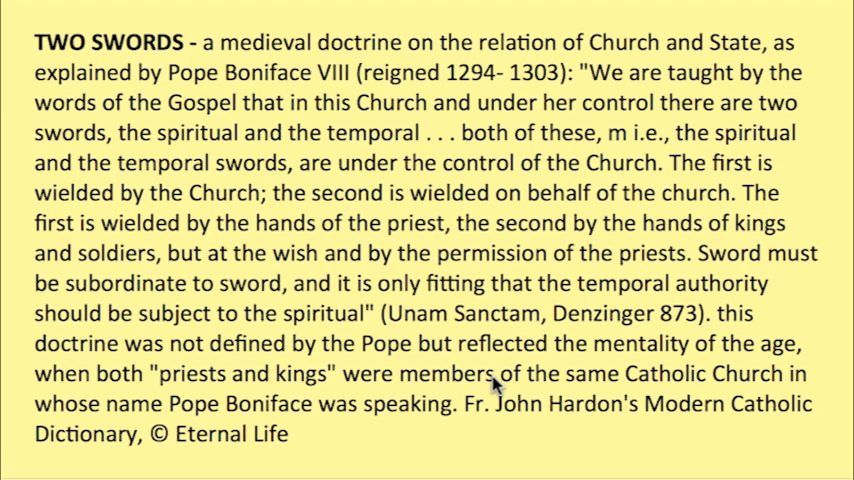 TWO SWORDS - a medieval doctrine on the relation of Church and State, as
explained by Pope Boniface VIII (reigned 1294- 1303): "We are taught by the
words of the Gospel that in this Church and under her control there are two
swords, the spiritual and the temporal . . . both of these, m i.e., the spiritual
and the temporal swords, are under the control of the Church. The first is
wielded by the Church; the second is wielded on behalf of the church. The
first is wielded by the hands of the priest, the second by the hands of kings
and soldiers, but at the wish and by the permission of the priests. Sword must
be subordinate to sword, and it is only fitting that the temporal authority
should be subject to the spiritual" (Unam Sanctam, Denzinger 873). this
doctrine was not defined by the Pope but reflected the mentality of the age,
when both "priests and kings" were members of the same Catholic Church in
whose name Pope Boniface was speaking. Fr. John Hardon's Modern Catholic
Dictionary, © Eternal Life